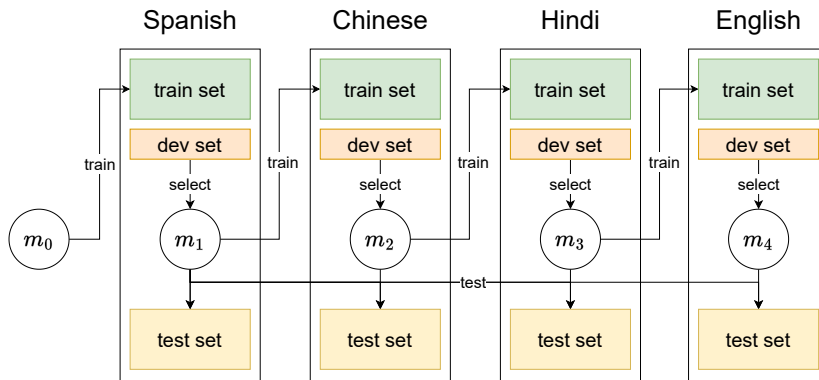 Spanish Chinese Hindi English
train set train set train set train set
dev set dev set dev set dev set
train train train train
select select select select
m0 m1 m2 m3 m4
test
test set test set test set test set